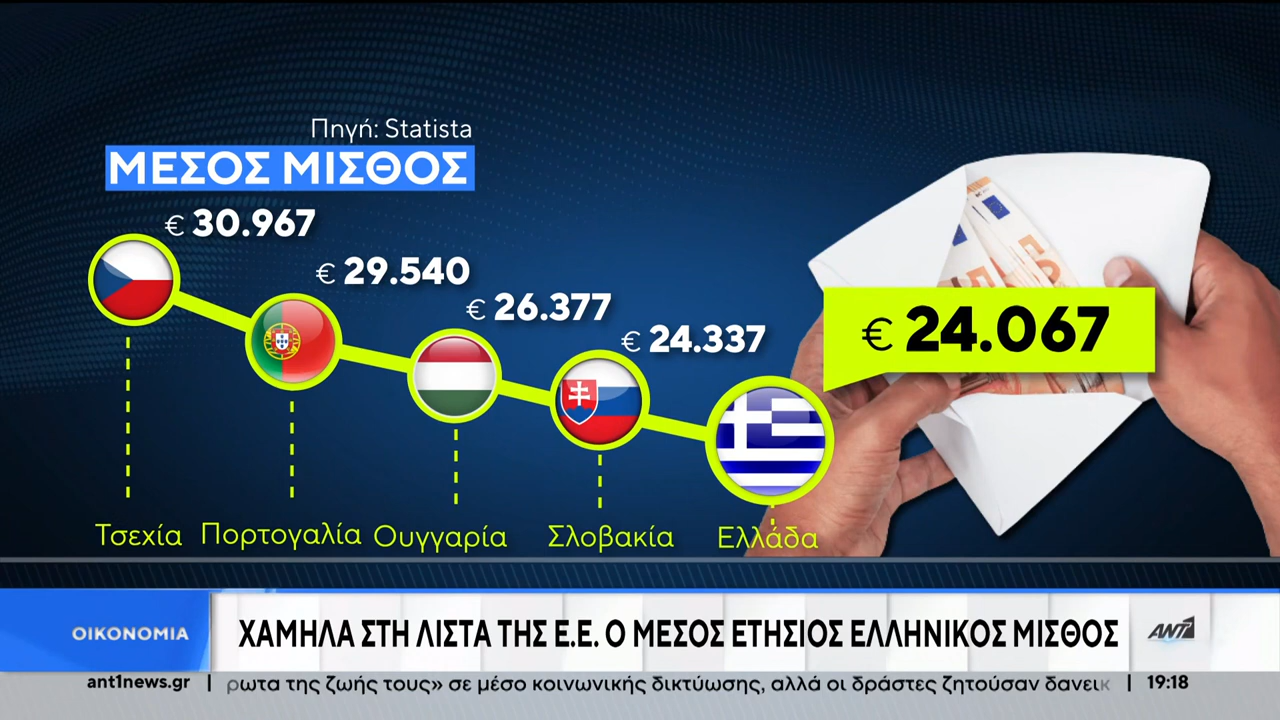 Πηγή: Statista
ΜΕΣΟΣ ΜΙΣΘΟΣ
€ 30.967
€ 29.540
€ 26.377
€ 24.337
€ 24.067
Τσεχία Πορτογαλία Ουγγαρία Σλοβακία Ελλάδα
ΟΙΚΟΝΟΜΙΑ
ΧΑΜΗΛΑ ΣΤΗ ΛΙΣΤΑ ΤΗΣ Ε.Ε. Ο ΜΕΣΟΣ ΕΤΗΣΙΟΣ ΕΛΛΗΝΙΚΟΣ ΜΙΣΘΟΣ
ANT1
ant1news.gr | ρωτα της ζωής τους» σε μέσο κοινωνικής δικτύωσης, αλλά οι δράστες ζητούσαν δανεικ | 19:18